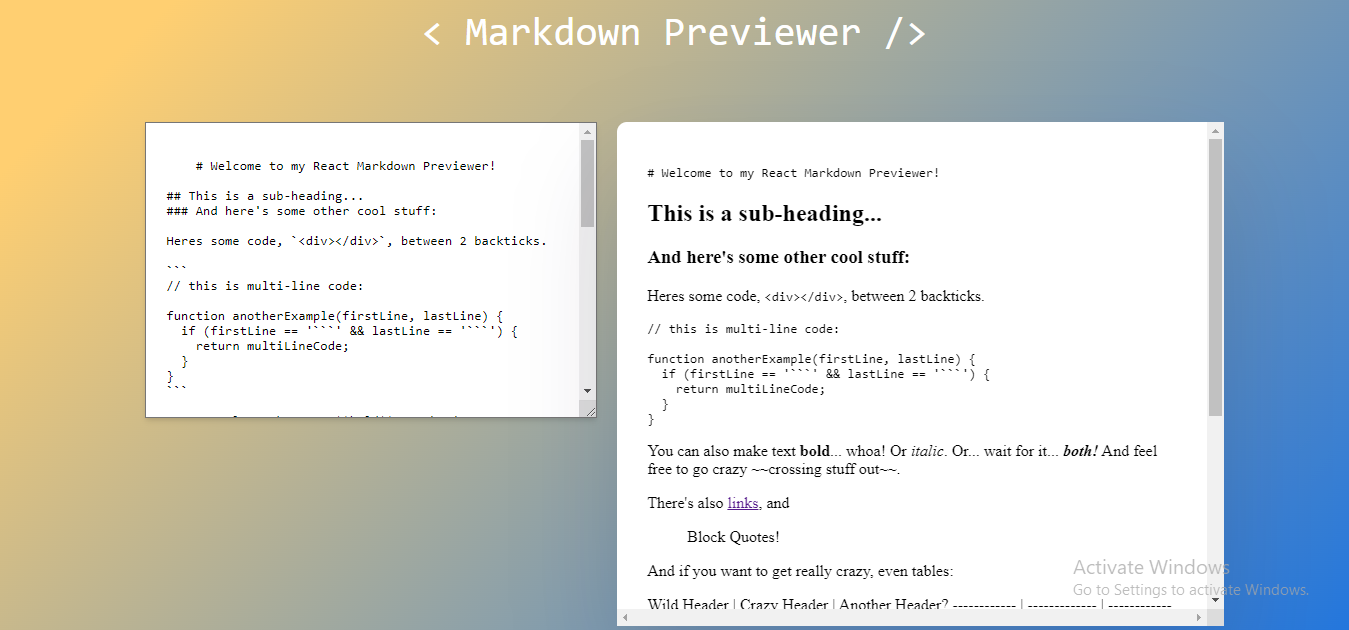 < Markdown Previewer />
# Welcome to my React Markdown Previewer!
## This is a sub-heading...
### And here's some other cool stuff:
Heres some code, `<div></div>`, between 2 backticks.
```
// this is multi-line code:
function anotherExample(firstLine, lastLine) {
  if (firstLine == '```' && lastLine == '```') {
    return multiLineCode;
  }
}
```
# Welcome to my React Markdown Previewer!
This is a sub-heading...
And here's some other cool stuff:
Heres some code, <div></div>, between 2 backticks.
// this is multi-line code:
function anotherExample(firstLine, lastLine) {
  if (firstLine == '```' && lastLine == '```') {
    return multiLineCode;
  }
}
You can also make text bold... whoa! Or italic. Or... wait for it... both! And feel
free to go crazy ~~crossing stuff out~~.
There's also links, and
Block Quotes!
And if you want to get really crazy, even tables:
Wild Header | Crazy Header | Another Header? ------------ | ------------- | ------------
Activate Windows
Go to Settings to activate Windows.